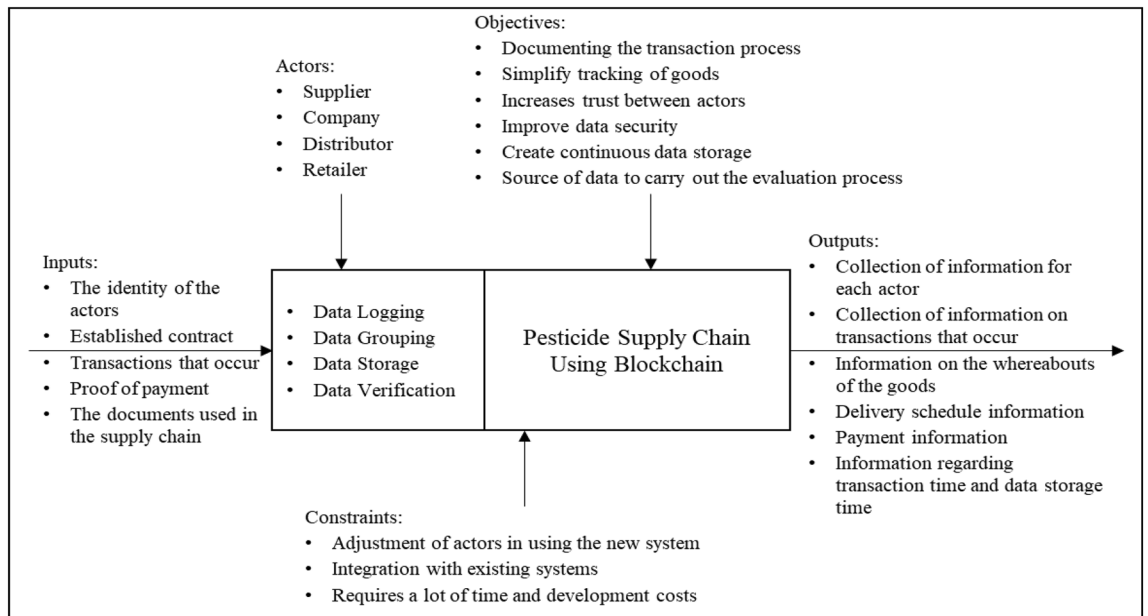 Objectives:
• Documenting the transaction process
• Simplify tracking of goods
• Increases trust between actors
• Improve data security
• Create continuous data storage
• Source of data to carry out the evaluation process
Actors:
• Supplier
• Company
• Distributor
• Retailer
Inputs:
• The identity of the
actors
• Established contract
• Transactions that occur
• Proof of payment
• The documents used in
the supply chain
• Data Logging
• Data Grouping
• Data Storage
• Data Verification
Pesticide Supply Chain
Using Blockchain
Outputs:
• Collection of information for
each actor
• Collection of information on
transactions that occur
• Information on the whereabouts
of the goods
• Delivery schedule information
• Payment information
• Information regarding
transaction time and data storage
time
Constraints:
• Adjustment of actors in using the new system
• Integration with existing systems
• Requires a lot of time and development costs